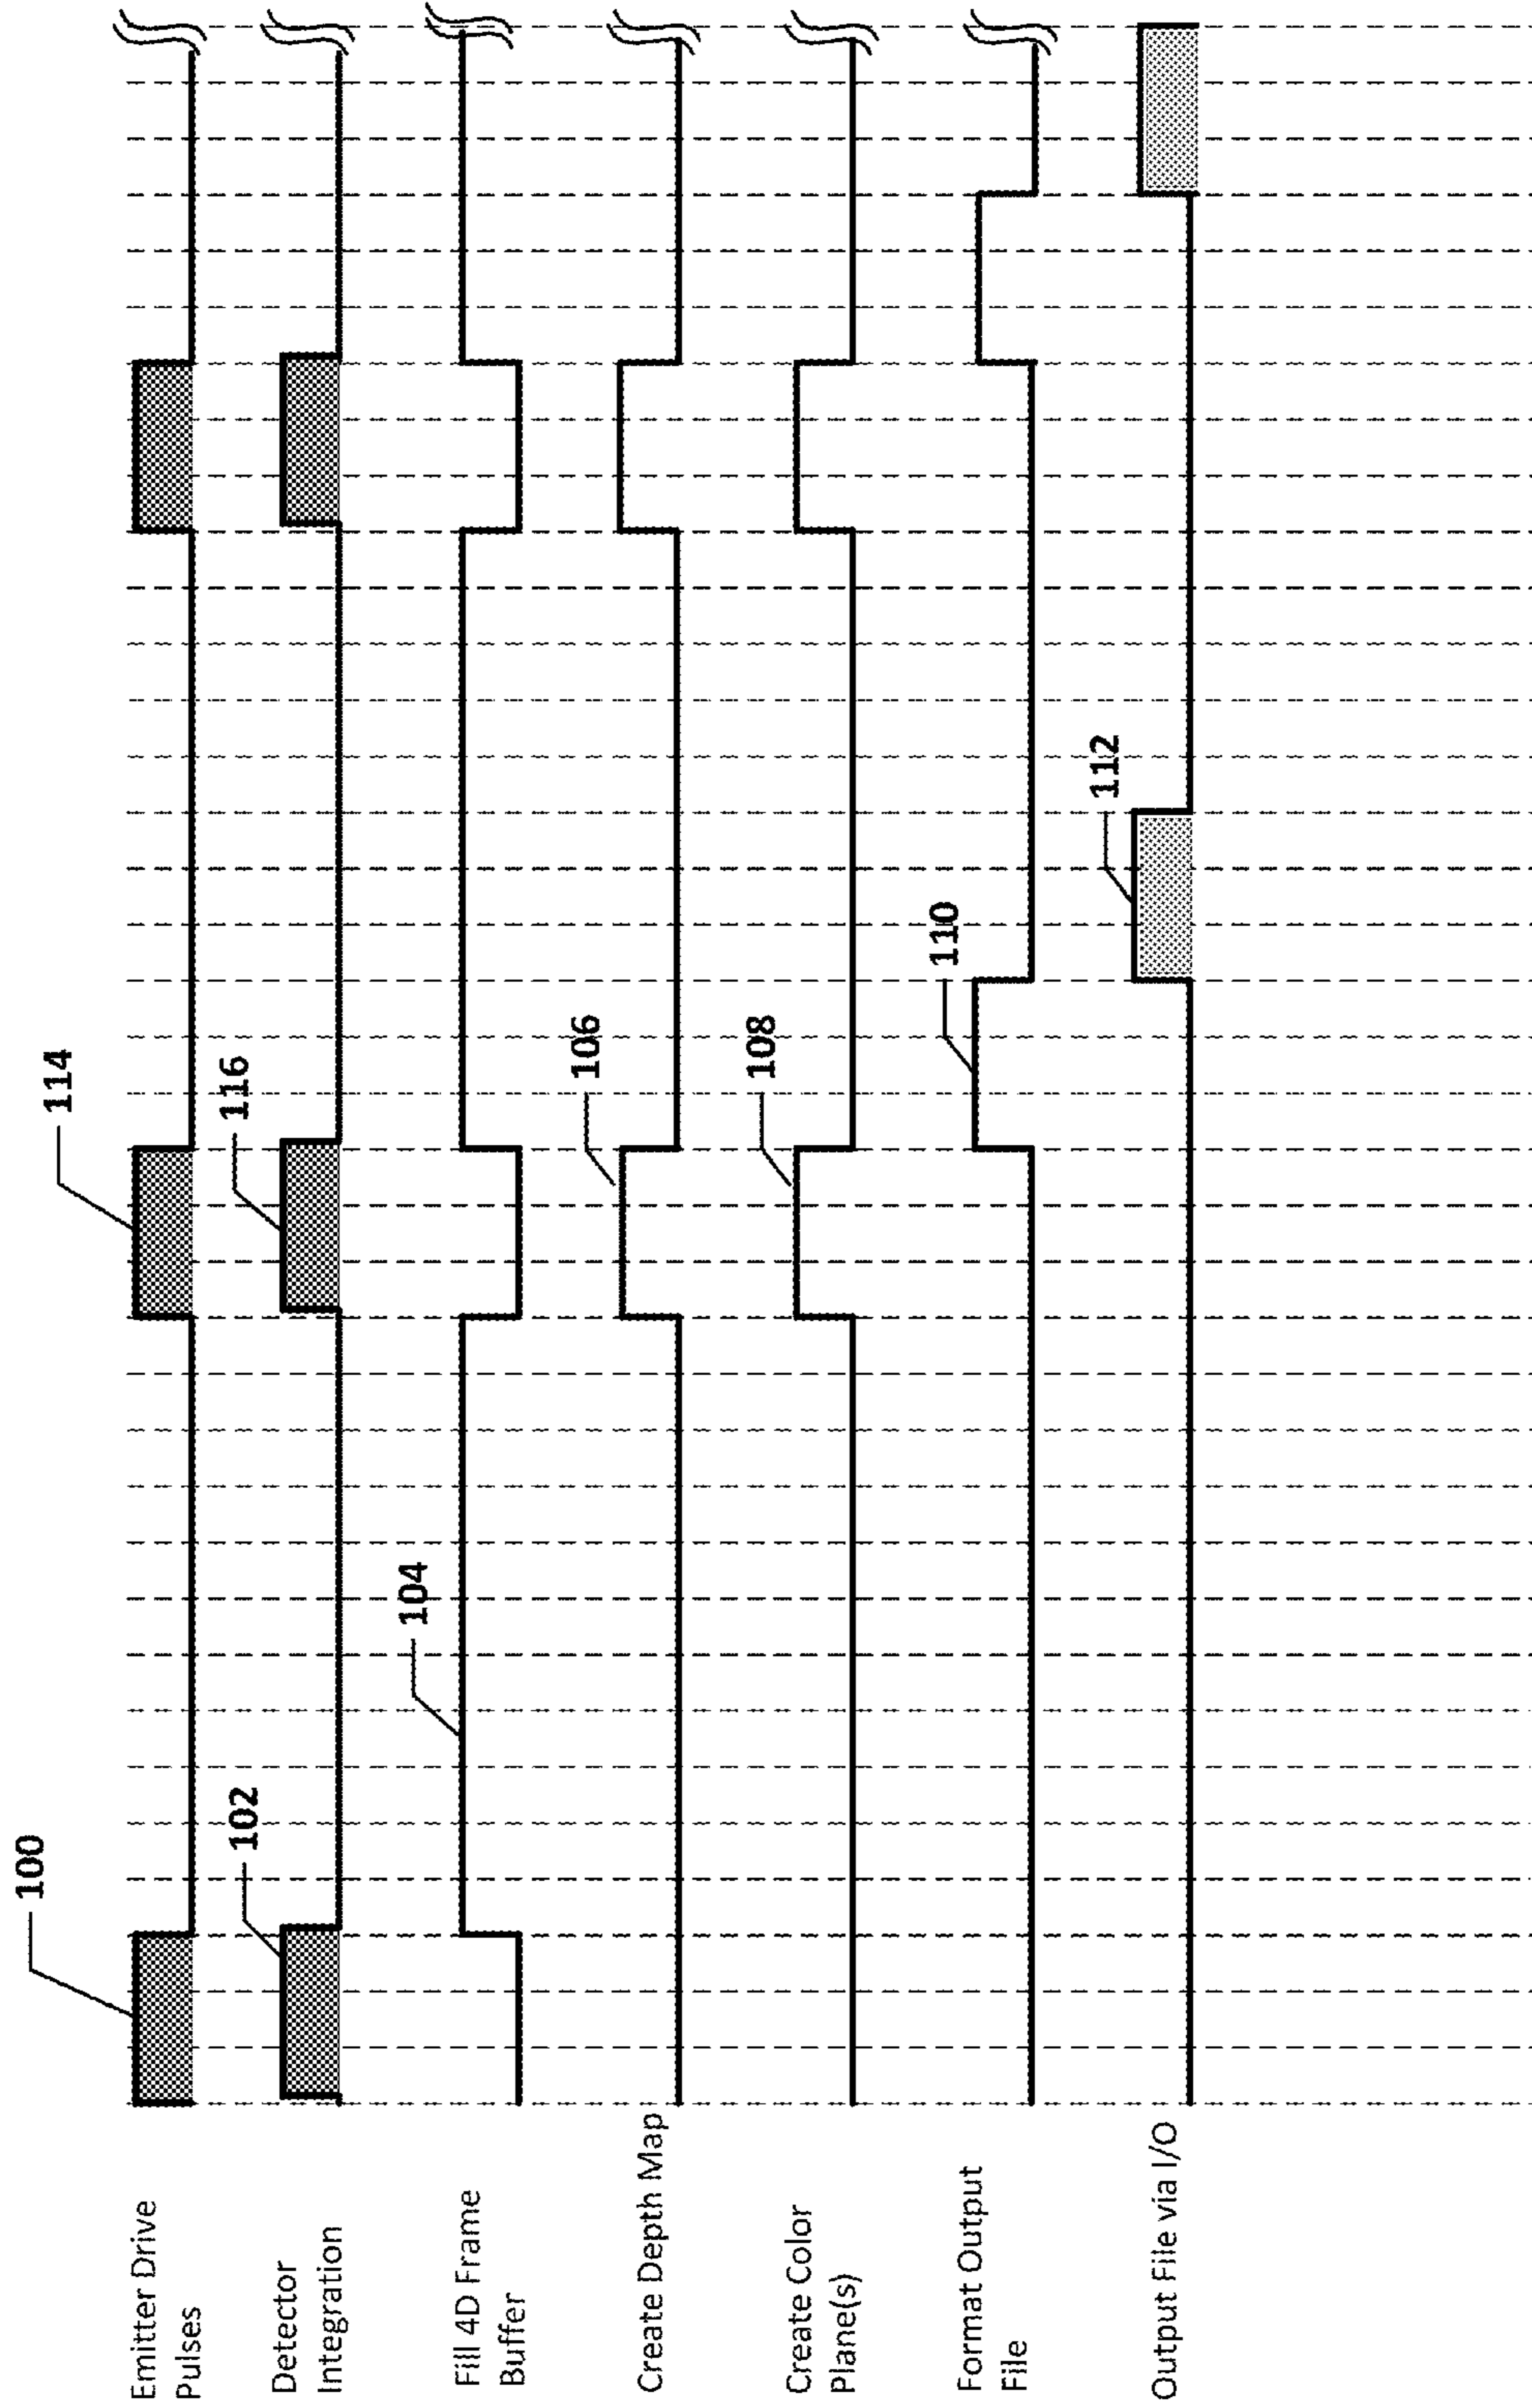 100
114
Emitter Drive
Pulses
102
116
Detector
Integration
104
Fill 4D Frame
Buffer
106
Create Depth Map
108
Create Color
Plane(s)
110
Format Output
File
112
Output File via I/O